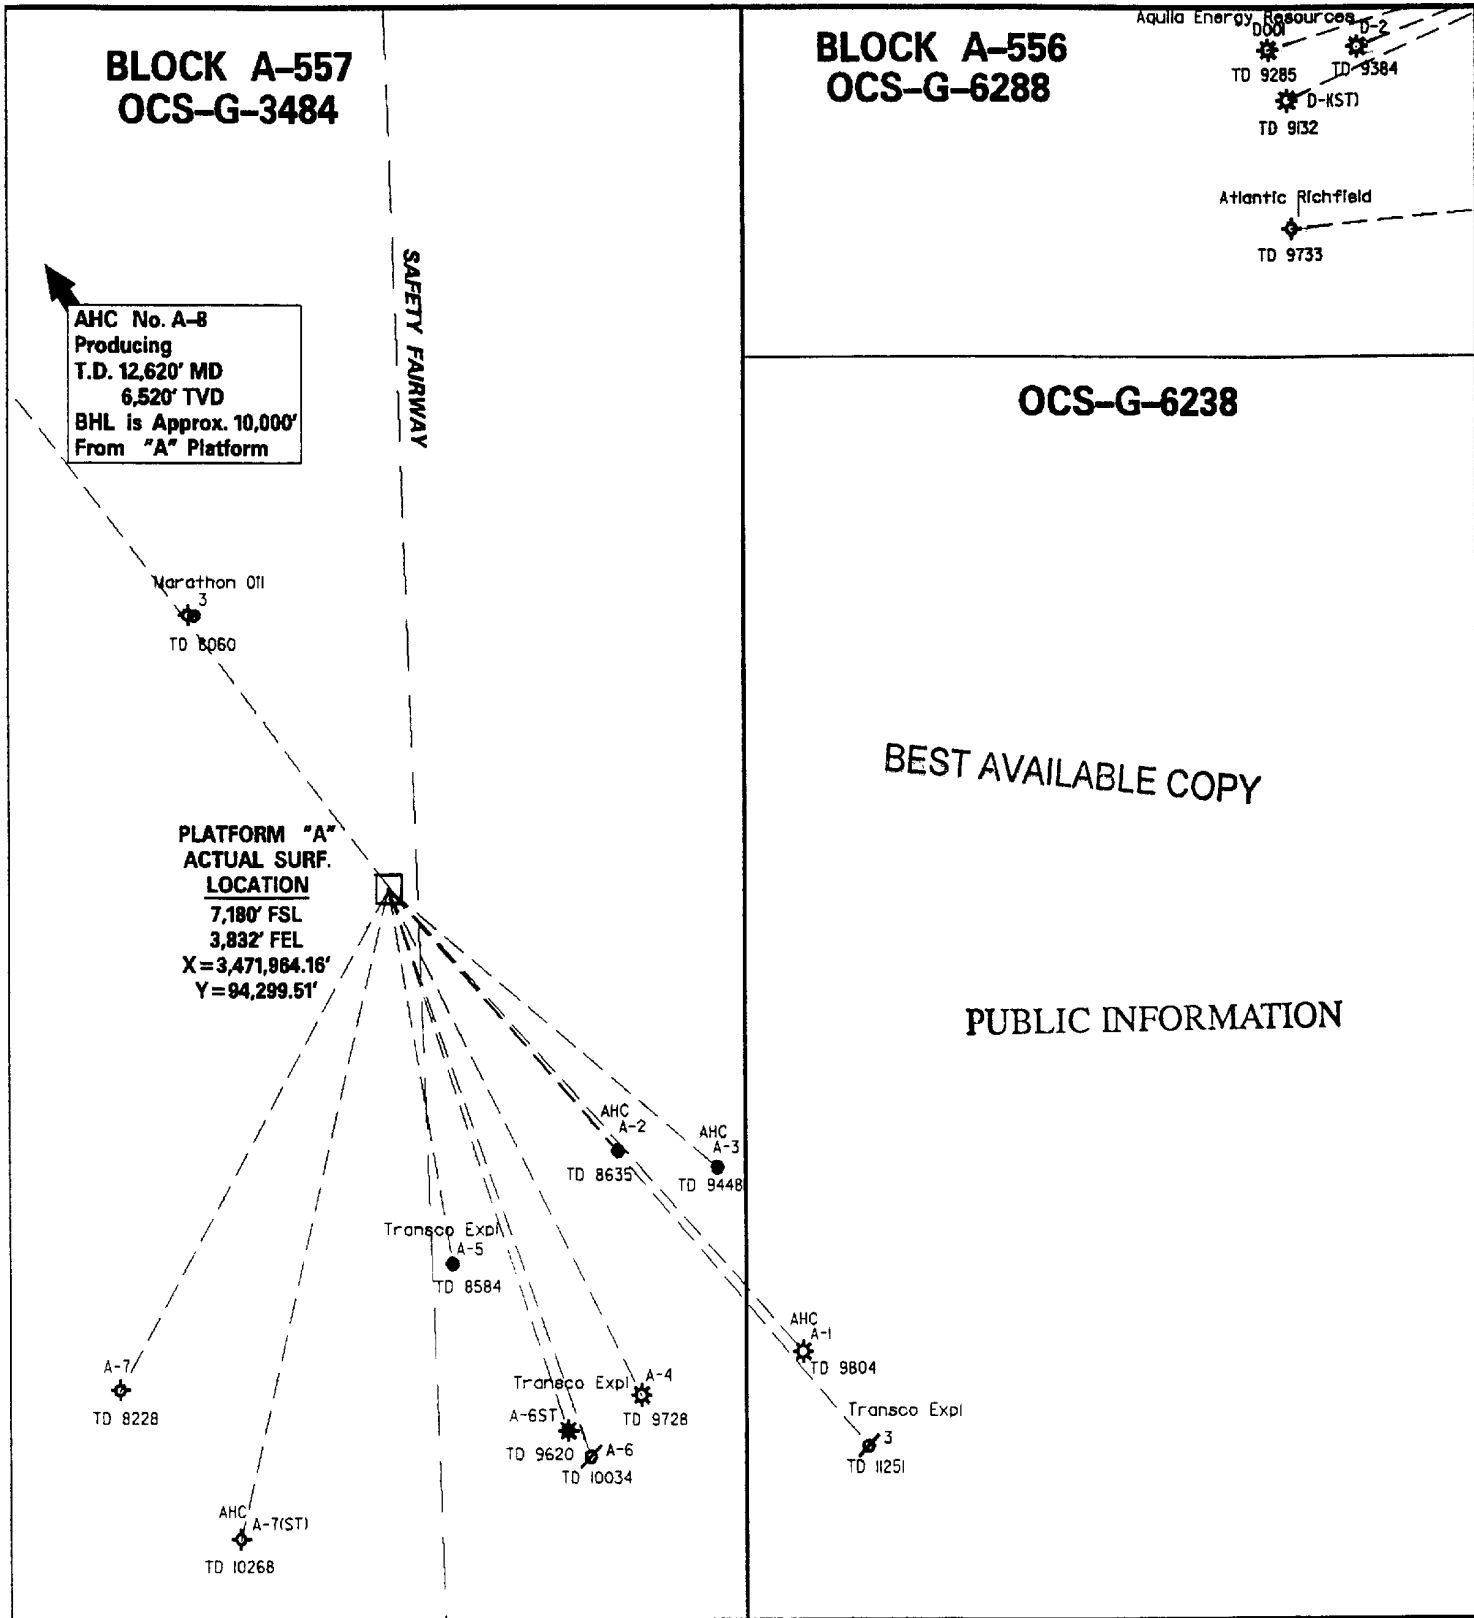 BLOCK A-557
OCS-G-3484
BLOCK A-556
OCS-G-6288
Aquila Energy Resources
D001
D-2
TD 9285
TD 9384
D-1(ST)
TD 9132
Atlantic Richfield
TD 9733
SAFETY FAIRWAY
AHC No. A-8
Producing
T.D. 12,620' MD
6,520' TVD
BHL is Approx. 10,000'
From "A" Platform
OCS-G-6238
Marathon Oil
3
TD 8060
BEST AVAILABLE COPY
PLATFORM "A"
ACTUAL SURF.
LOCATION
7,180' FSL
3,832' FEL
X=3,471,964.16'
Y=94,299.51'
PUBLIC INFORMATION
AHC
A-2
TD 8635
AHC
A-3
TD 9448
Transco Expl
A-5
TD 8584
AHC
A-1
TD 9804
A-7
TD 8228
Transco Expl
A-4
TD 9728
A-6ST
TD 9620
A-6
TD 10034
Transco Expl
3
TD 11251
AHC
A-7(ST)
TD 10268